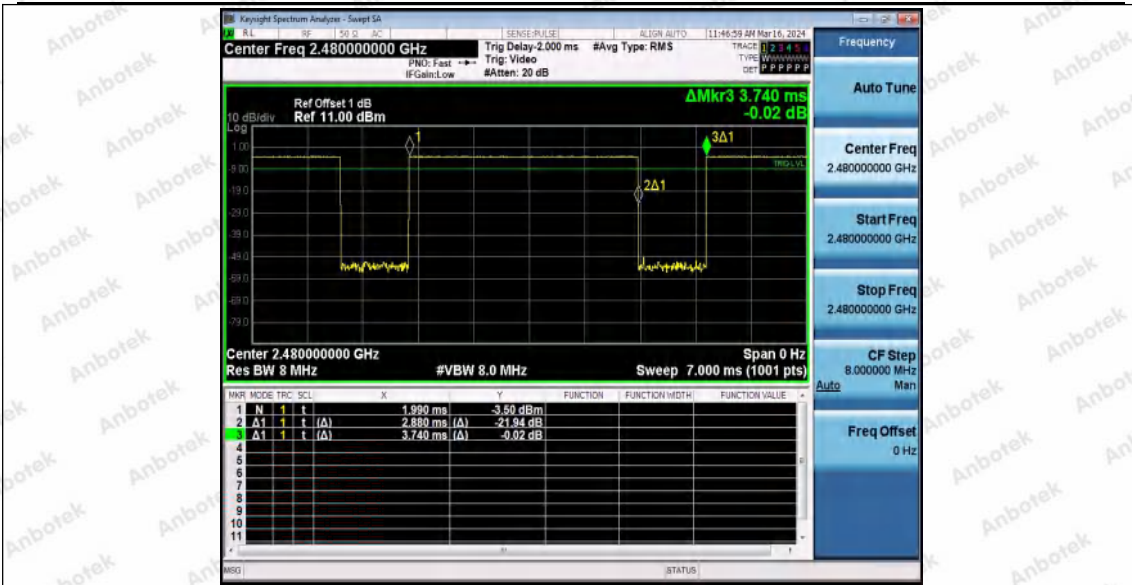 Keysight Spectrum Analyzer - Swept SA
RL RF 50 Ω AC SENSE:PULSE ALIGN AUTO 11:46:59 AM Mar 16, 2024
Center Freq 2.480000000 GHz
Trig Delay-2.000 ms #Avg Type: RMS
TRACE 1 2 3 4 5 6
PNO: Fast Trig: Video
TYPE WWWWWW
IFGain:Low #Atten: 20 dB
DET P P P P P P
ΔMkr3 3.740 ms
-0.02 dB
Ref Offset 1 dB
10 dB/div Ref 11.00 dBm
Log
1.00
-9.00
-19.0
-29.0
-39.0
-49.0
-59.0
-69.0
-79.0
1
3Δ1
TRIG LVL
2Δ1
Center 2.480000000 GHz Span 0 Hz
Res BW 8 MHz #VBW 8.0 MHz Sweep 7.000 ms (1001 pts)
MKR MODE TRC SCL X Y FUNCTION FUNCTION WIDTH FUNCTION VALUE
1 N 1 t 1.990 ms -3.50 dBm
2 Δ1 1 t (Δ) 2.880 ms (Δ) -21.94 dB
3 Δ1 1 t (Δ) 3.740 ms (Δ) -0.02 dB
4
5
6
7
8
9
10
11
MSG STATUS
Frequency
Auto Tune
Center Freq
2.480000000 GHz
Start Freq
2.480000000 GHz
Stop Freq
2.480000000 GHz
CF Step
8.000000 MHz
Auto Man
Freq Offset
0 Hz
Anbotek